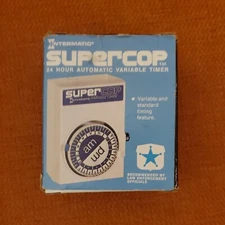 INTERMATIC
SUPERCOP
24 HOUR AUTOMATIC VARIABLE TIMER
SUPERCOP
am
pm
• Variable and
standard
timing
feature.
RECOMMENDED BY
LAW ENFORCEMENT
OFFICIALS